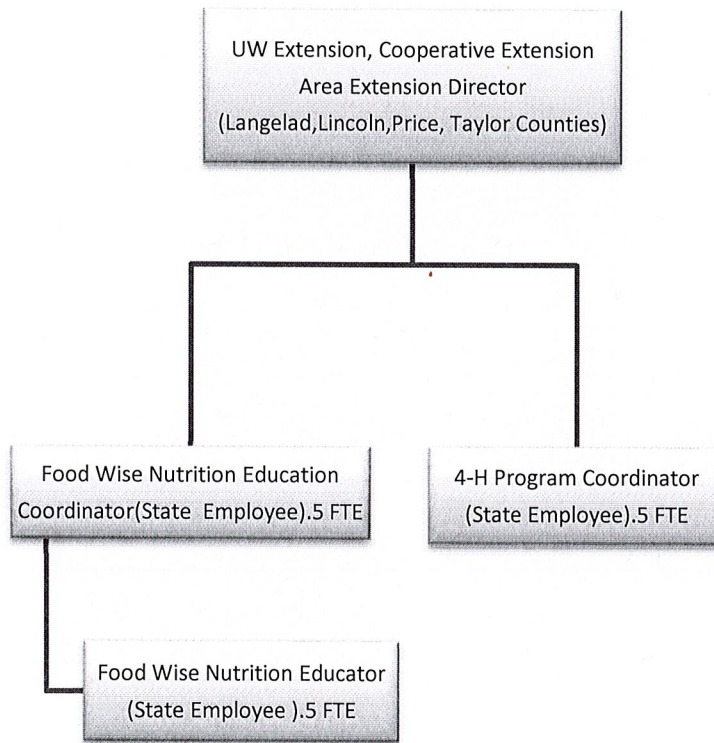 UW Extension, Cooperative Extension
Area Extension Director
(Langelad,Lincoln,Price, Taylor Counties)
Food Wise Nutrition Education
Coordinator(State Employee).5 FTE
4-H Program Coordinator
(State Employee).5 FTE
Food Wise Nutrition Educator
(State Employee ).5 FTE